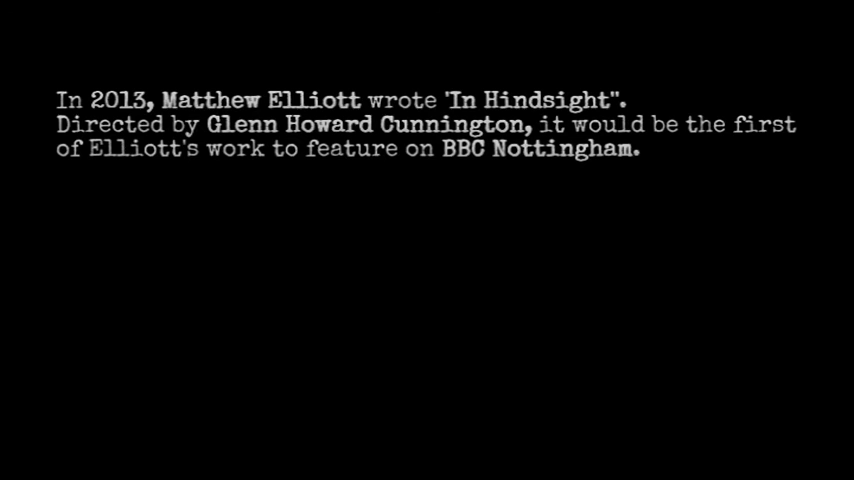 In 2013, Matthew Elliott wrote 'In Hindsight".
Directed by Glenn Howard Cunnington, it would be the first
of Elliott's work to feature on BBC Nottingham.